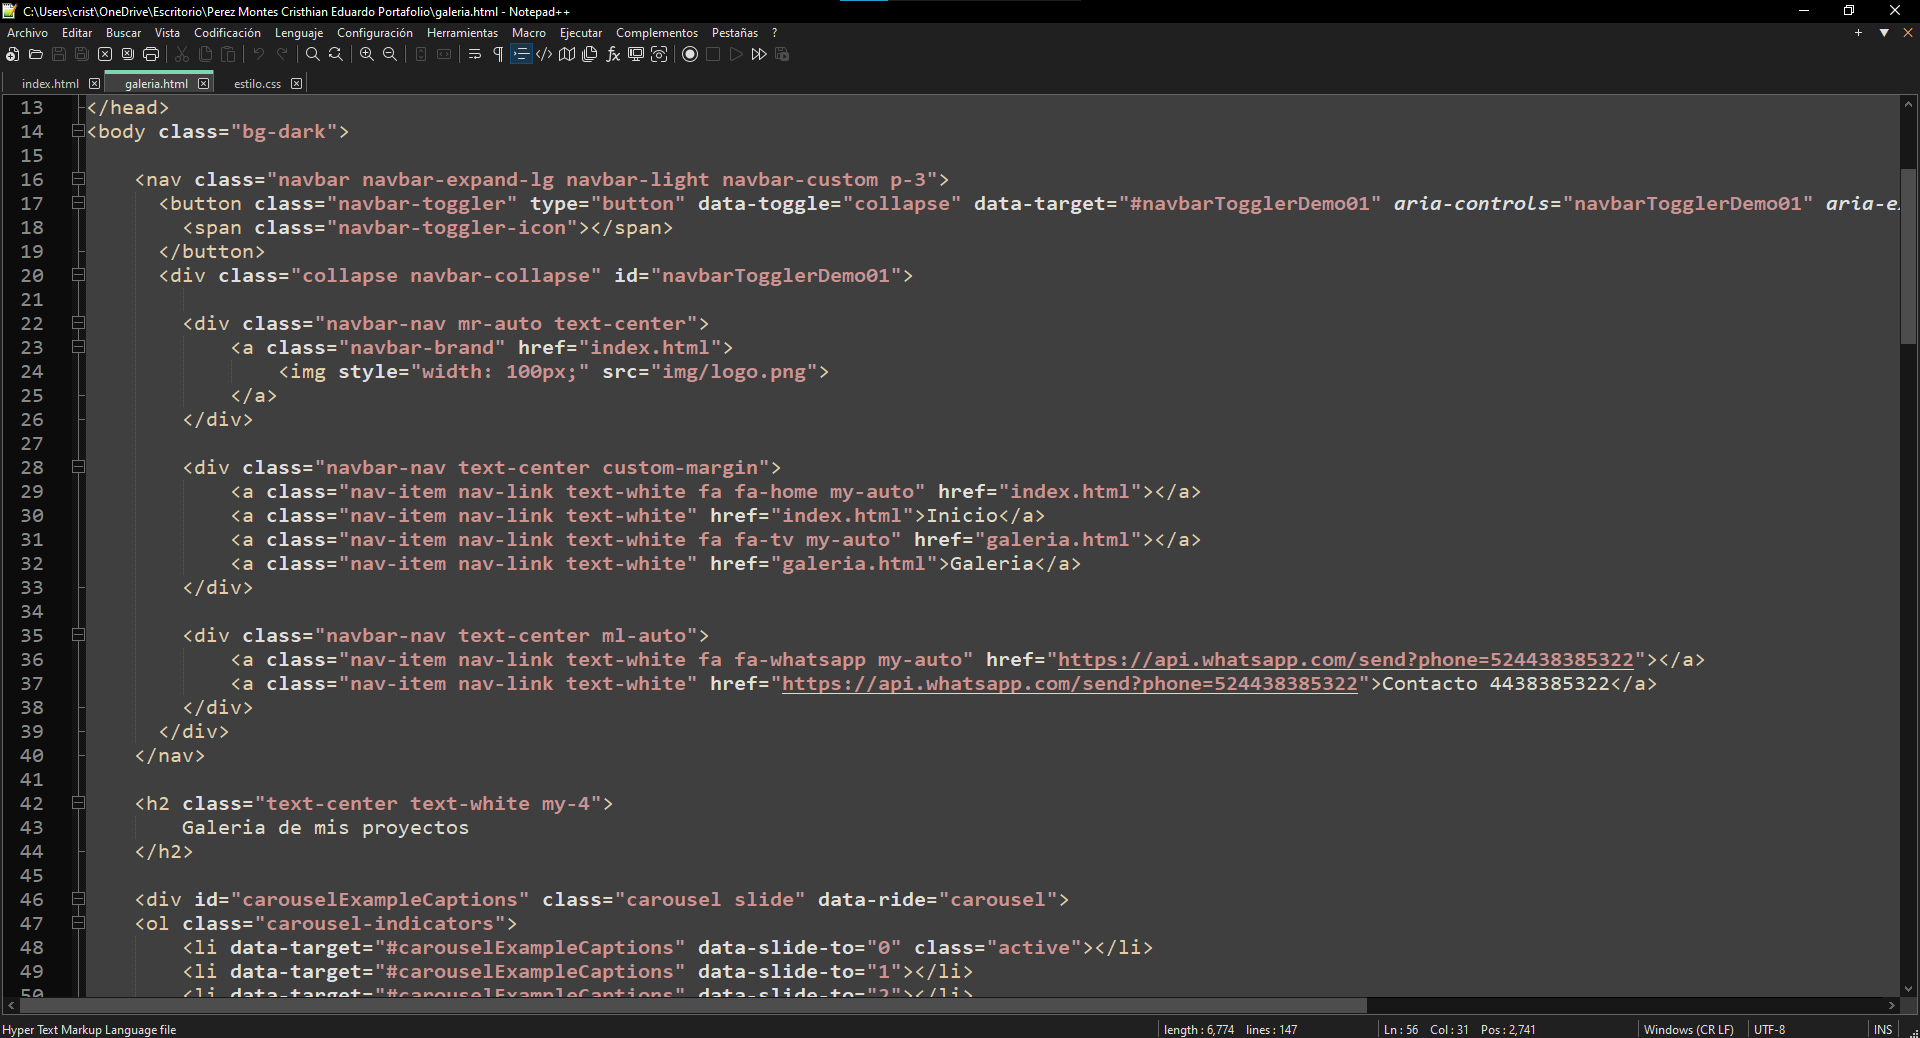 C:\Users\crist\OneDrive\Escritorio\Perez Montes Cristhian Eduardo Portafolio\galeria.html - Notepad++
Archivo Editar Buscar Vista Codificación Lenguaje Configuración Herramientas Macro Ejecutar Complementos Pestañas ?
index.html galeria.html estilo.css
13 </head>
14 <body class="bg-dark">
15
16 <nav class="navbar navbar-expand-lg navbar-light navbar-custom p-3">
17 <button class="navbar-toggler" type="button" data-toggle="collapse" data-target="#navbarTogglerDemo01" aria-controls="navbarTogglerDemo01" aria-e
18 <span class="navbar-toggler-icon"></span>
19 </button>
20 <div class="collapse navbar-collapse" id="navbarTogglerDemo01">
21
22 <div class="navbar-nav mr-auto text-center">
23 <a class="navbar-brand" href="index.html">
24 <img style="width: 100px;" src="img/logo.png">
25 </a>
26 </div>
27
28 <div class="navbar-nav text-center custom-margin">
29 <a class="nav-item nav-link text-white fa fa-home my-auto" href="index.html"></a>
30 <a class="nav-item nav-link text-white" href="index.html">Inicio</a>
31 <a class="nav-item nav-link text-white fa fa-tv my-auto" href="galeria.html"></a>
32 <a class="nav-item nav-link text-white" href="galeria.html">Galeria</a>
33 </div>
34
35 <div class="navbar-nav text-center ml-auto">
36 <a class="nav-item nav-link text-white fa fa-whatsapp my-auto" href="https://api.whatsapp.com/send?phone=524438385322"></a>
37 <a class="nav-item nav-link text-white" href="https://api.whatsapp.com/send?phone=524438385322">Contacto 4438385322</a>
38 </div>
39 </div>
40 </nav>
41
42 <h2 class="text-center text-white my-4">
43 Galeria de mis proyectos
44 </h2>
45
46 <div id="carouselExampleCaptions" class="carousel slide" data-ride="carousel">
47 <ol class="carousel-indicators">
48 <li data-target="#carouselExampleCaptions" data-slide-to="0" class="active"></li>
49 <li data-target="#carouselExampleCaptions" data-slide-to="1"></li>
50 <li data-target="#carouselExampleCaptions" data-slide-to="2"></li>
Hyper Text Markup Language file length : 6,774 lines : 147 Ln : 56 Col : 31 Pos : 2,741 Windows (CR LF) UTF-8 INS